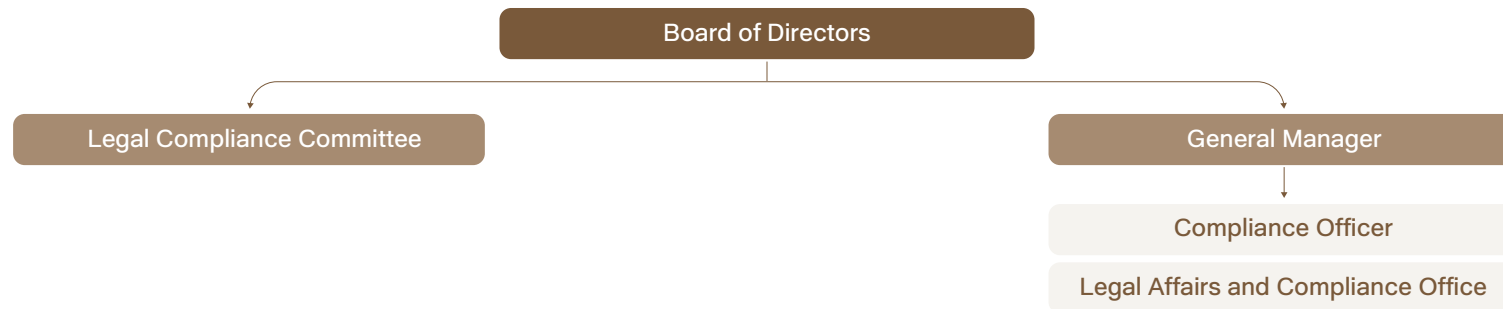 Board of Directors
Legal Compliance Committee
General Manager
Compliance Officer
Legal Affairs and Compliance Office